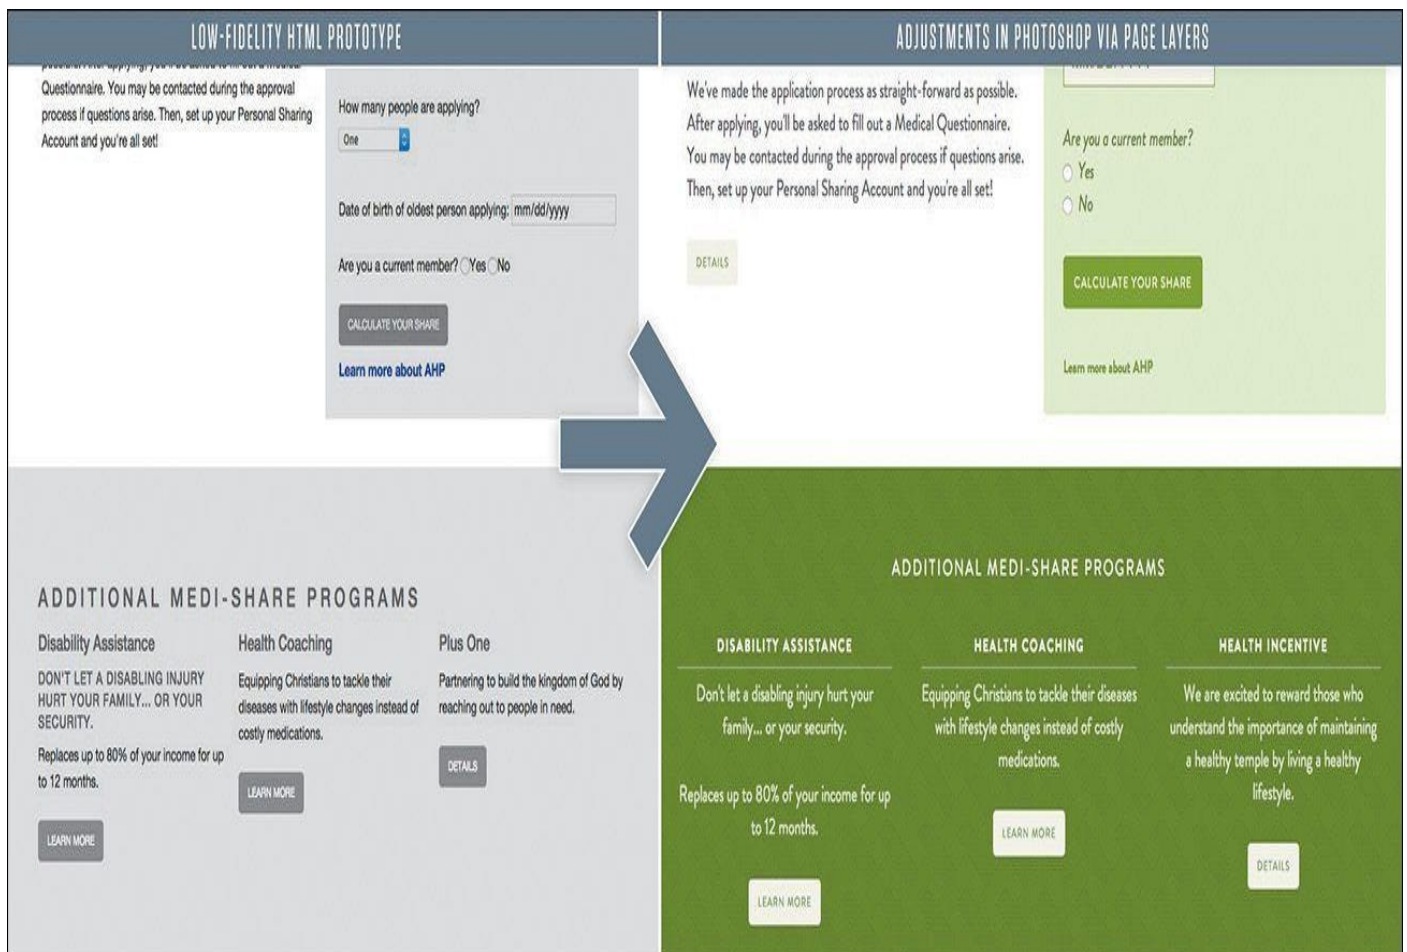 LOW-FIDELITY HTML PROTOTYPE
Questionnaire. You may be contacted during the approval
process if questions arise. Then, set up your Personal Sharing
Account and you're all set!
How many people are applying?
One
Date of birth of oldest person applying: mm/dd/yyyy
Are you a current member? Yes No
CALCULATE YOUR SHARE
Learn more about AHP
ADDITIONAL MEDI-SHARE PROGRAMS
Disability Assistance
DON'T LET A DISABLING INJURY
HURT YOUR FAMILY... OR YOUR
SECURITY.
Replaces up to 80% of your income for up
to 12 months.
LEARN MORE
Health Coaching
Equipping Christians to tackle their
diseases with lifestyle changes instead of
costly medications.
LEARN MORE
Plus One
Partnering to build the kingdom of God by
reaching out to people in need.
DETAILS
ADJUSTMENTS IN PHOTOSHOP VIA PAGE LAYERS
We've made the application process as straight-forward as possible.
After applying, you'll be asked to fill out a Medical Questionnaire.
You may be contacted during the approval process if questions arise.
Then, set up your Personal Sharing Account and you're all set!
DETAILS
Are you a current member?
Yes
No
CALCULATE YOUR SHARE
Learn more about AHP
ADDITIONAL MEDI-SHARE PROGRAMS
DISABILITY ASSISTANCE
Don't let a disabling injury hurt your
family... or your security.
Replaces up to 80% of your income for up
to 12 months.
LEARN MORE
HEALTH COACHING
Equipping Christians to tackle their diseases
with lifestyle changes instead of costly
medications.
LEARN MORE
HEALTH INCENTIVE
We are excited to reward those who
understand the importance of maintaining
a healthy temple by living a healthy
lifestyle.
DETAILS